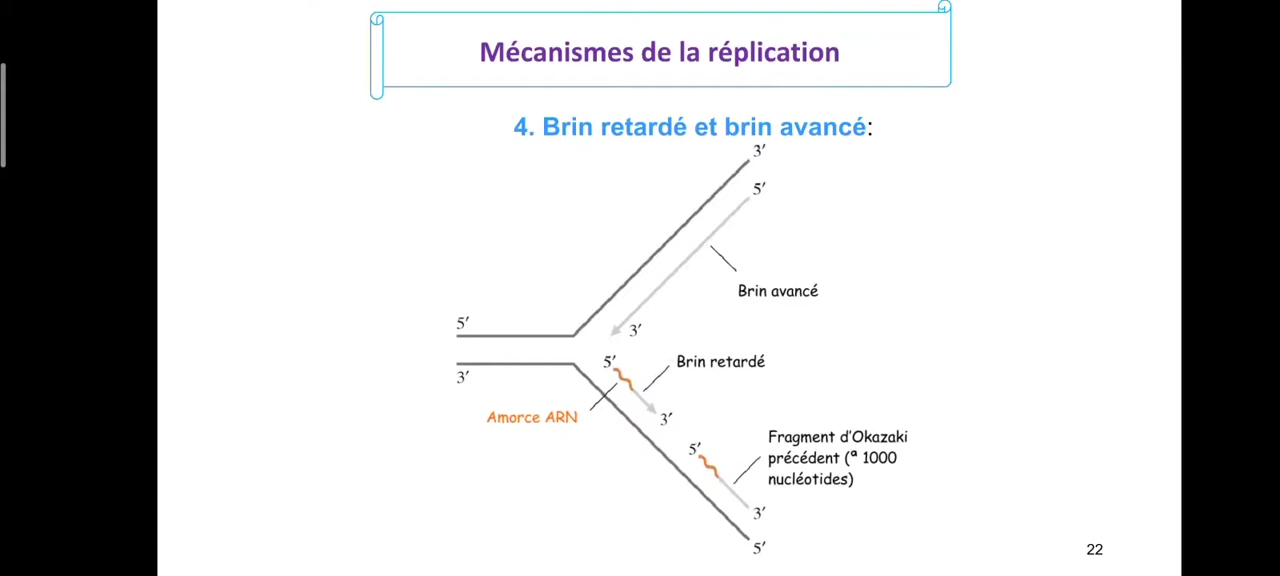 Mécanismes de la réplication
4. Brin retardé et brin avancé:
3'
5'
Brin avancé
5'
3'
3'
5'
Brin retardé
Amorce ARN
3'
5'
Fragment d'Okazaki
précédent (ª 1000
nucléotides)
3'
5'
22